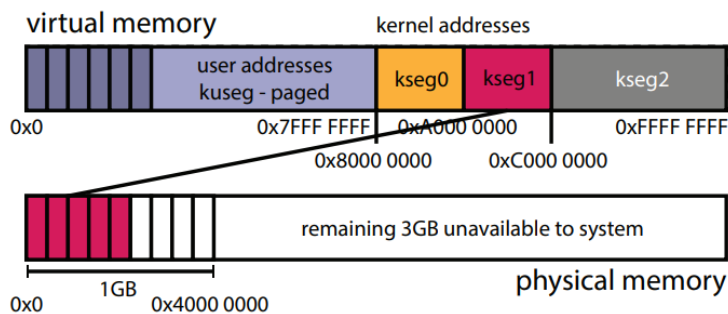 virtual memory
kernel addresses
user addresses
kuseg - paged
kseg0
kseg1
kseg2
0x0
0x7FFF FFFF
0xA000 0000
0xFFFF FFFF
0x8000 0000
0xC000 0000
remaining 3GB unavailable to system
1GB
physical memory
0x0
0x4000 0000